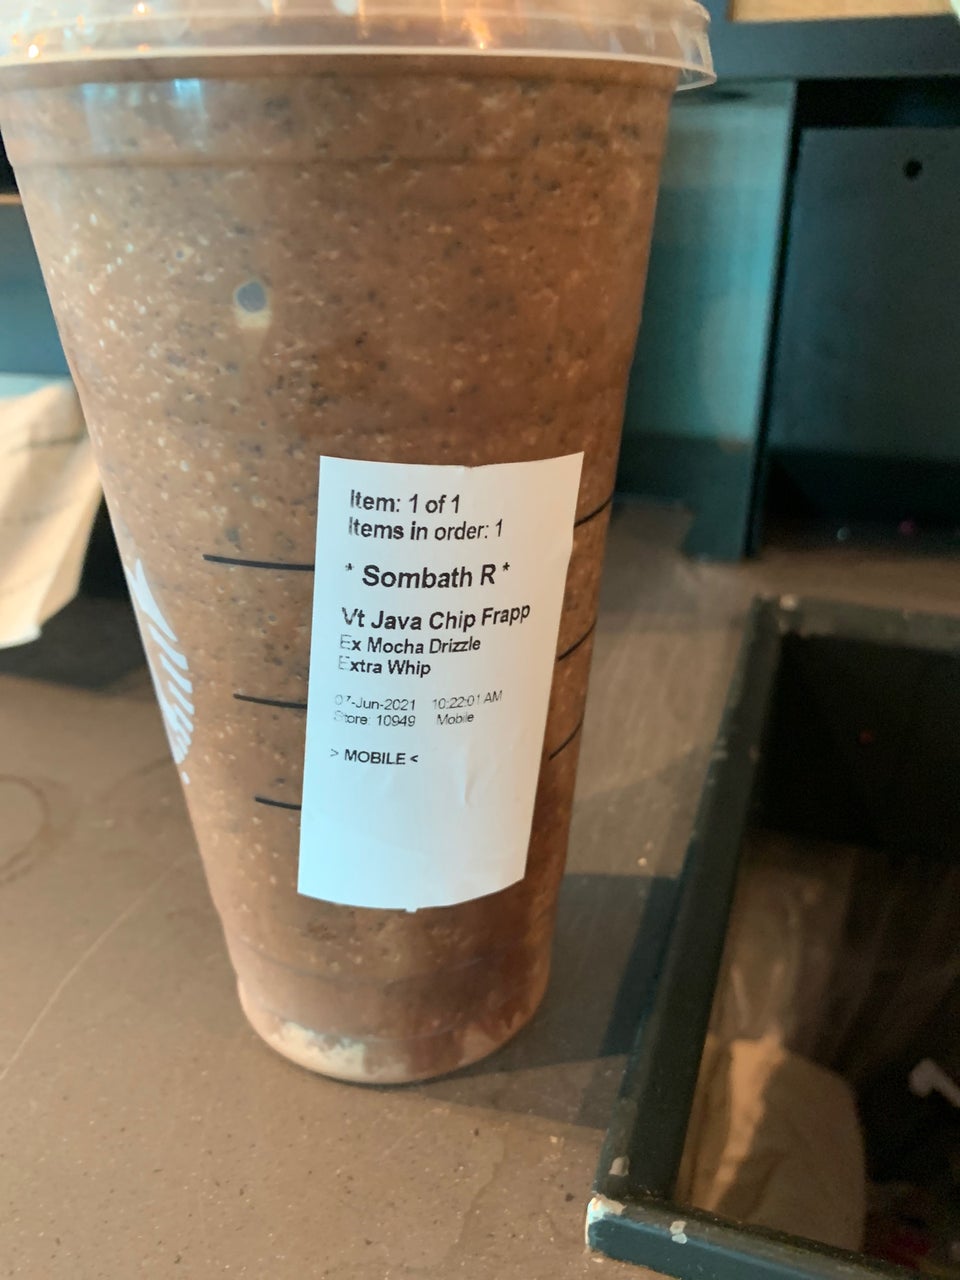 Item: 1 of 1
Items in order: 1
* Sombath R *
Vt Java Chip Frapp
Ex Mocha Drizzle
Extra Whip
07-Jun-2021 10:22:01 AM
Store: 10949 Mobile
> MOBILE <